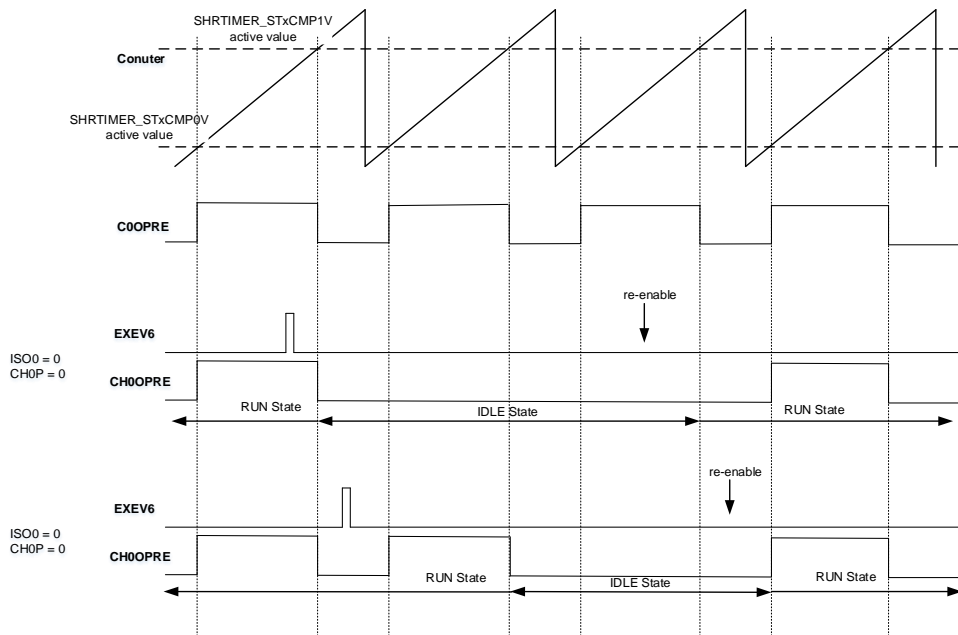 SHRTIMER_STxCMP1V
active value
Conuter
SHRTIMER_STxCMP0V
active value
C0OPRE
re-enable
EXEV6
ISO0 = 0
CH0P = 0
CH0OPRE
RUN State
IDLE State
RUN State
re-enable
EXEV6
ISO0 = 0
CH0P = 0
CH0OPRE
RUN State
IDLE State
RUN State